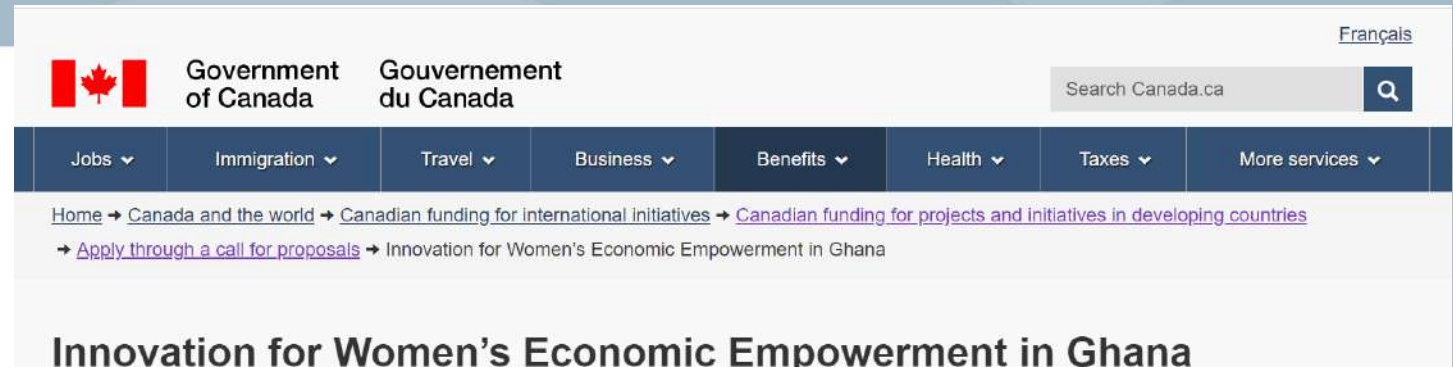 Français
Government of Canada
Gouvernement du Canada
Search Canada.ca
Jobs Immigration Travel Business Benefits Health Taxes More services
Home → Canada and the world → Canadian funding for international initiatives → Canadian funding for projects and initiatives in developing countries
→ Apply through a call for proposals → Innovation for Women's Economic Empowerment in Ghana
Innovation for Women's Economic Empowerment in Ghana